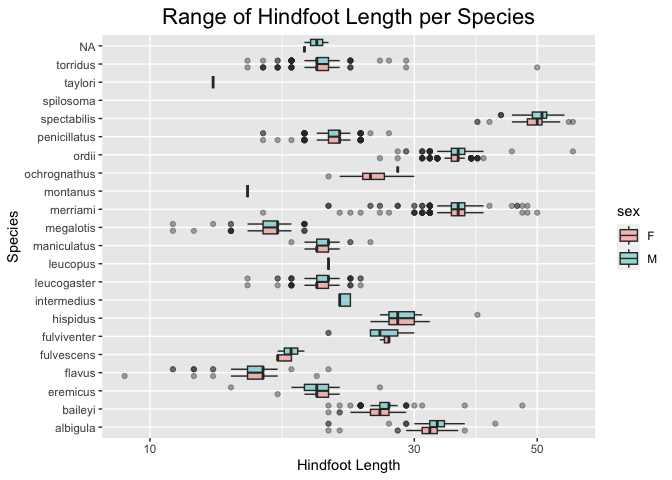 Range of Hindfoot Length per Species
Species
NA
torridus
taylori
spilosoma
spectabilis
penicillatus
ordii
ochrognathus
montanus
merriami
megalotis
maniculatus
leucopus
leucogaster
intermedius
hispidus
fulviventer
fulvescens
flavus
eremicus
baileyi
albigula
10 30 50
Hindfoot Length
sex
F
M